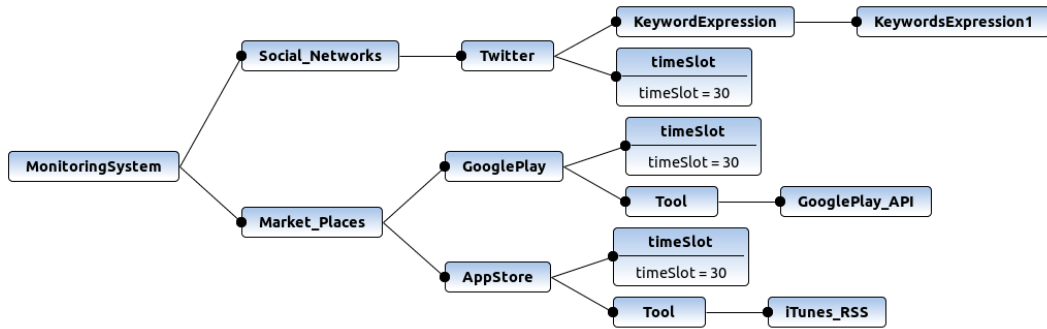 KeywordExpression
KeywordsExpression1
Social_Networks
Twitter
timeSlot
timeSlot = 30
MonitoringSystem
timeSlot
timeSlot = 30
GooglePlay
Tool
GooglePlay_API
Market_Places
timeSlot
timeSlot = 30
AppStore
Tool
iTunes_RSS